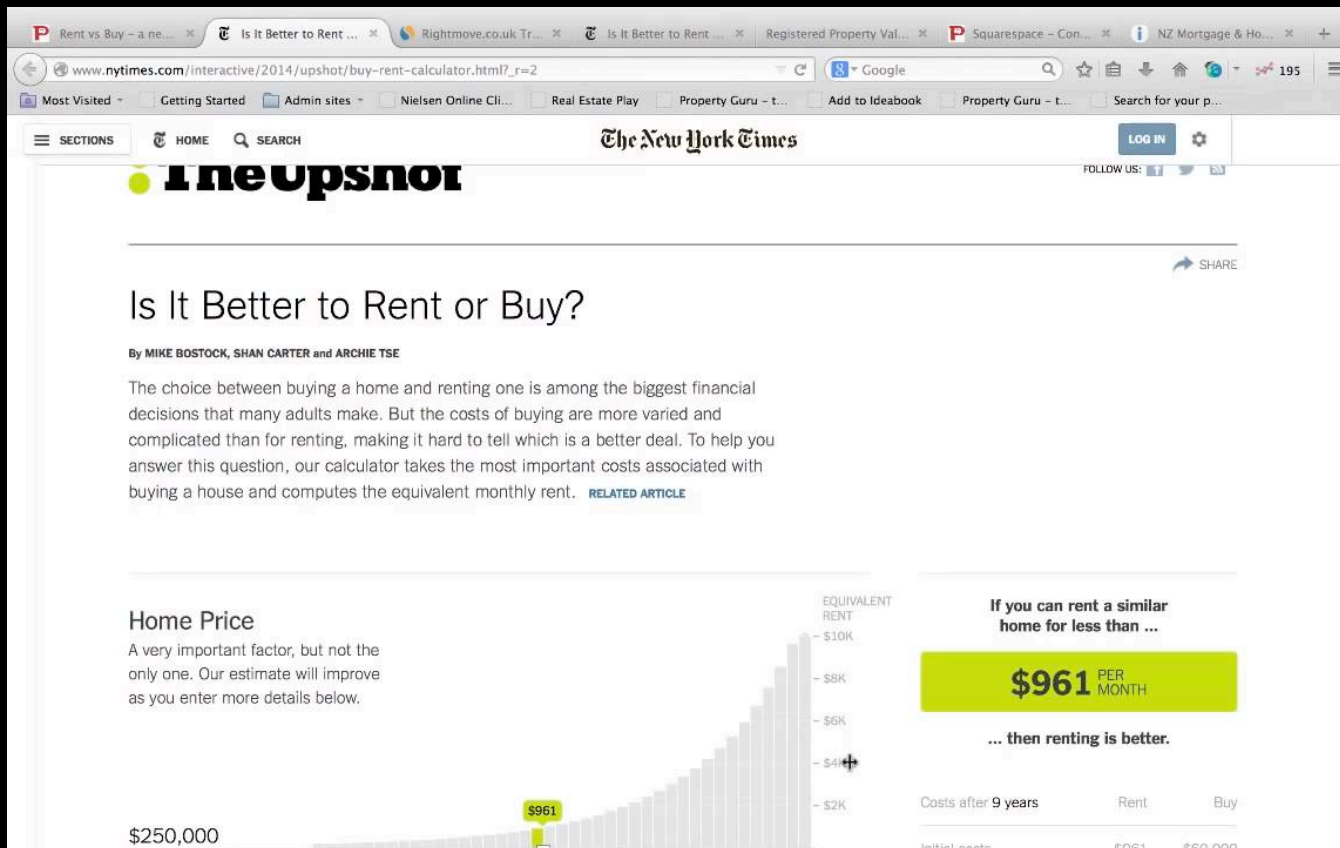 Rent vs Buy – a ne...
Is It Better to Rent ...
Rightmove.co.uk Tr...
Is It Better to Rent ...
Registered Property Val...
Squarespace – Con...
NZ Mortgage & Ho...
www.nytimes.com/interactive/2014/upshot/buy-rent-calculator.html?_r=2
Google
195
Most Visited
Getting Started
Admin sites
Nielsen Online Cli...
Real Estate Play
Property Guru – t...
Add to Ideabook
Property Guru – t...
Search for your p...
SECTIONS
HOME
SEARCH
The New York Times
LOG IN
TheUpshot
FOLLOW US:
SHARE
Is It Better to Rent or Buy?
By MIKE BOSTOCK, SHAN CARTER and ARCHIE TSE
The choice between buying a home and renting one is among the biggest financial
decisions that many adults make. But the costs of buying are more varied and
complicated than for renting, making it hard to tell which is a better deal. To help you
answer this question, our calculator takes the most important costs associated with
buying a house and computes the equivalent monthly rent. RELATED ARTICLE
Home Price
A very important factor, but not the
only one. Our estimate will improve
as you enter more details below.
$250,000
$961
EQUIVALENT
RENT
$10K
$8K
$6K
$4K
$2K
If you can rent a similar
home for less than ...
$961 PER MONTH
... then renting is better.
Costs after 9 years Rent Buy
Initial costs $961 $60,000